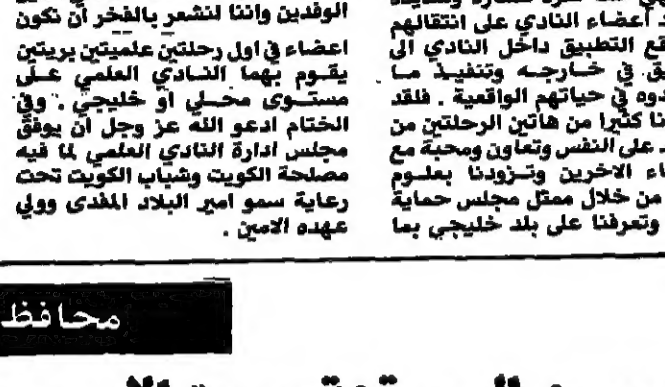 أعضاء النادي على انتقالهم
قع التطبيق داخل النادي الى
في خارجه وتنفيذ ما
دوه في حياتهم الواقعية . فلقد
نا كثيرا من هاتين الرحلتين من
د على النفس وتعاون ومحبة مع
اء الاخرين وتزودنا بعلوم
من خلال ممثل مجلس حماية
وتعرفنا على بلد خليجي بما
الوفدين واننا لنشعر بالفخر أن نكون
اعضاء في اول رحلتين علميتين بريتين
يقوم بهما النادي العلمي على
مستوى محلي او خليجي . وفي
الختام ادعو الله عز وجل ان يوفق
مجلس ادارة النادي العلمي لما فيه
مصلحة الكويت وشباب الكويت تحت
رعاية سمو امير البلاد المفدى وولي
عهده الامين .
محافظ